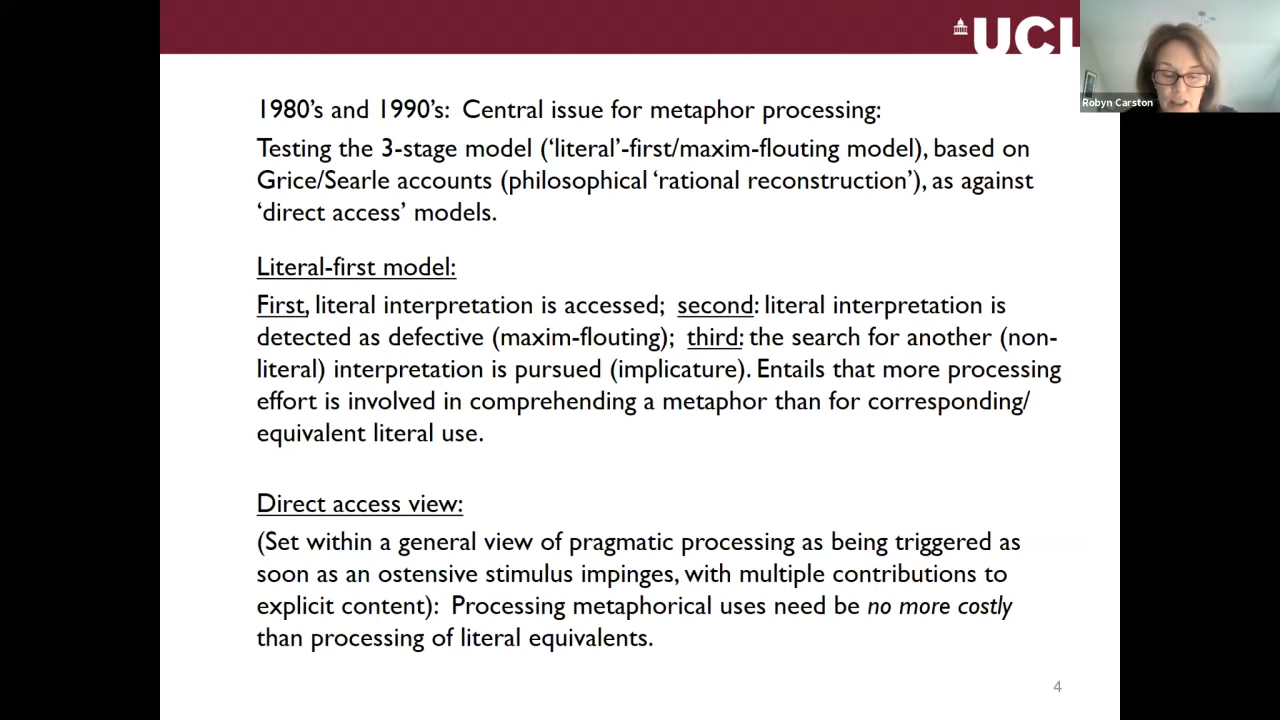 UCL
Robyn Carston
1980’s and 1990’s:  Central issue for metaphor processing:
Testing the 3-stage model (‘literal’-first/maxim-flouting model), based on
Grice/Searle accounts (philosophical ‘rational reconstruction’), as against
‘direct access’ models.
Literal-first model:
First, literal interpretation is accessed;  second: literal interpretation is
detected as defective (maxim-flouting);  third: the search for another (non-
literal) interpretation is pursued (implicature). Entails that more processing
effort is involved in comprehending a metaphor than for corresponding/
equivalent literal use.
Direct access view:
(Set within a general view of pragmatic processing as being triggered as
soon as an ostensive stimulus impinges, with multiple contributions to
explicit content):  Processing metaphorical uses need be no more costly
than processing of literal equivalents.
4